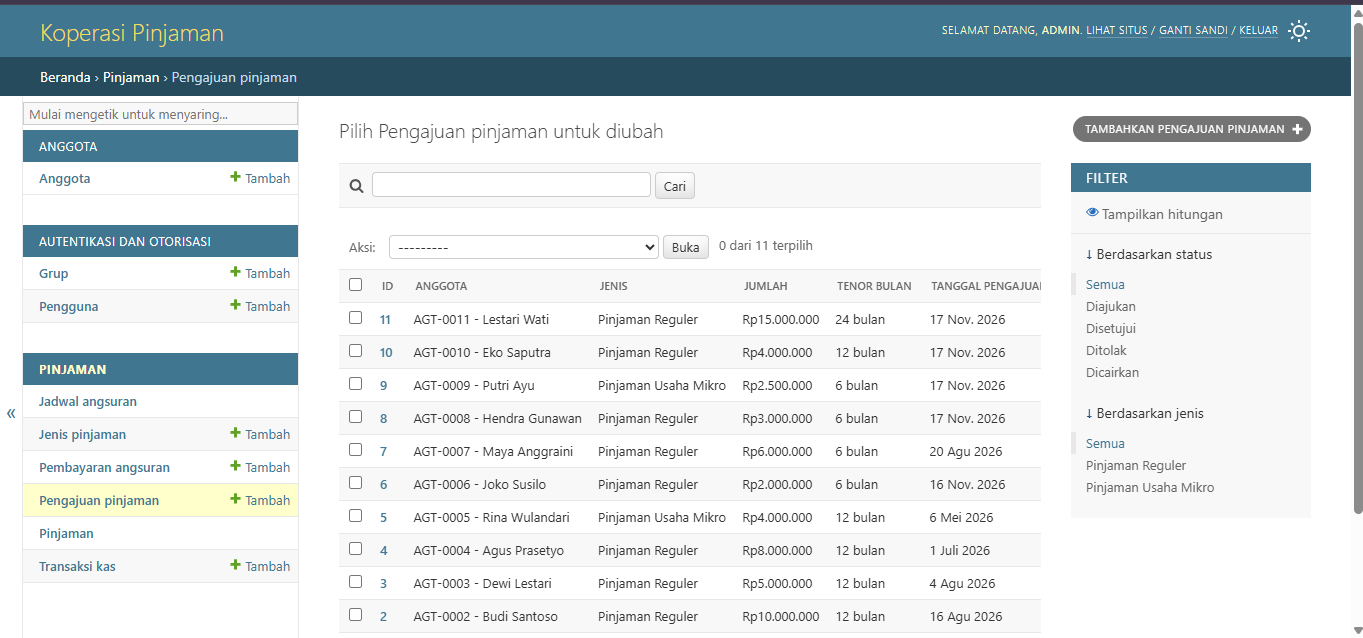 Koperasi Pinjaman
SELAMAT DATANG, ADMIN. LIHAT SITUS / GANTI SANDI / KELUAR
Beranda › Pinjaman › Pengajuan pinjaman
Mulai mengetik untuk menyaring...
ANGGOTA
Anggota + Tambah
AUTENTIKASI DAN OTORISASI
Grup + Tambah
Pengguna + Tambah
PINJAMAN
Jadwal angsuran
Jenis pinjaman + Tambah
Pembayaran angsuran + Tambah
Pengajuan pinjaman + Tambah
Pinjaman
Transaksi kas + Tambah
«
Pilih Pengajuan pinjaman untuk diubah
Cari
Aksi: --------- Buka 0 dari 11 terpilih
ID ANGGOTA JENIS JUMLAH TENOR BULAN TANGGAL PENGAJUA
11 AGT-0011 - Lestari Wati Pinjaman Reguler Rp15.000.000 24 bulan 17 Nov. 2026
10 AGT-0010 - Eko Saputra Pinjaman Reguler Rp4.000.000 12 bulan 17 Nov. 2026
9 AGT-0009 - Putri Ayu Pinjaman Usaha Mikro Rp2.500.000 6 bulan 17 Nov. 2026
8 AGT-0008 - Hendra Gunawan Pinjaman Reguler Rp3.000.000 6 bulan 17 Nov. 2026
7 AGT-0007 - Maya Anggraini Pinjaman Reguler Rp6.000.000 6 bulan 20 Agu 2026
6 AGT-0006 - Joko Susilo Pinjaman Reguler Rp2.000.000 6 bulan 16 Nov. 2026
5 AGT-0005 - Rina Wulandari Pinjaman Usaha Mikro Rp4.000.000 12 bulan 6 Mei 2026
4 AGT-0004 - Agus Prasetyo Pinjaman Reguler Rp8.000.000 12 bulan 1 Juli 2026
3 AGT-0003 - Dewi Lestari Pinjaman Reguler Rp5.000.000 12 bulan 4 Agu 2026
2 AGT-0002 - Budi Santoso Pinjaman Reguler Rp10.000.000 12 bulan 16 Agu 2026
TAMBAHKAN PENGAJUAN PINJAMAN +
FILTER
Tampilkan hitungan
↓ Berdasarkan status
Semua
Diajukan
Disetujui
Ditolak
Dicairkan
↓ Berdasarkan jenis
Semua
Pinjaman Reguler
Pinjaman Usaha Mikro